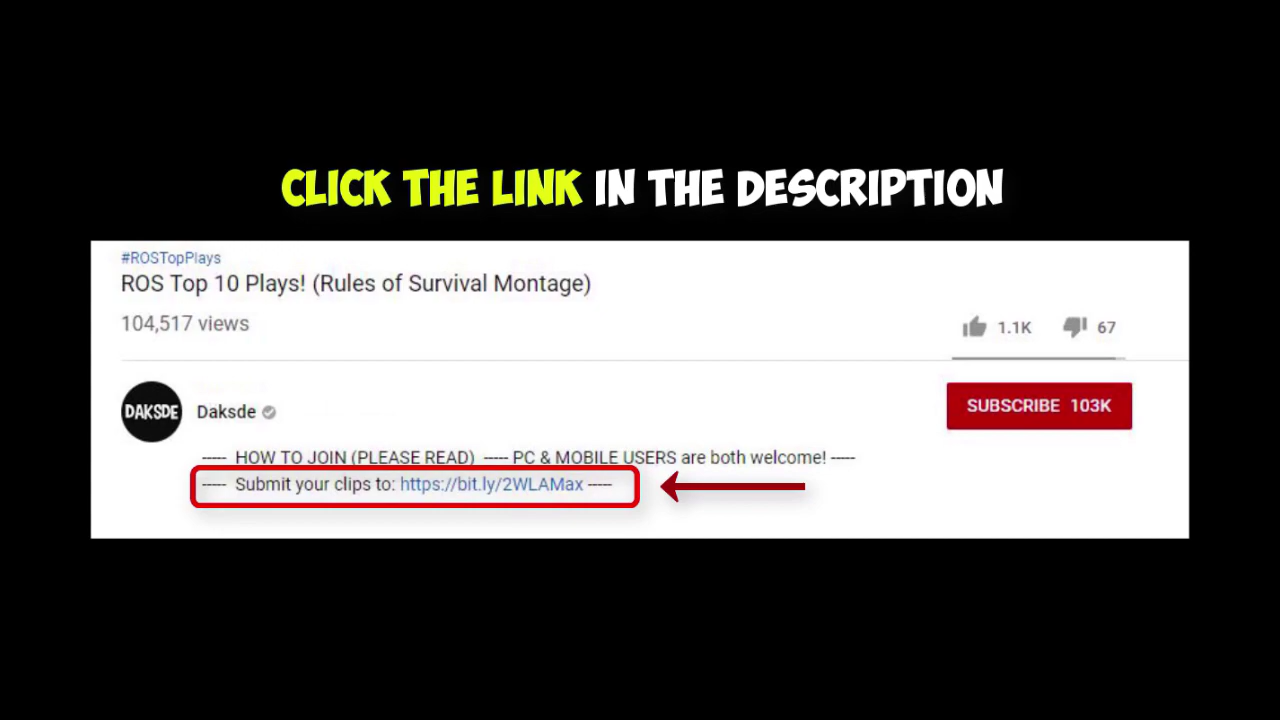 CLICK THE LINK IN THE DESCRIPTION
#ROSTopPlays
ROS Top 10 Plays! (Rules of Survival Montage)
104,517 views
1.1K 67
DAKSDE
Daksde
SUBSCRIBE 103K
----- HOW TO JOIN (PLEASE READ) ----- PC & MOBILE USERS are both welcome! -----
----- Submit your clips to: https://bit.ly/2WLAMax -----